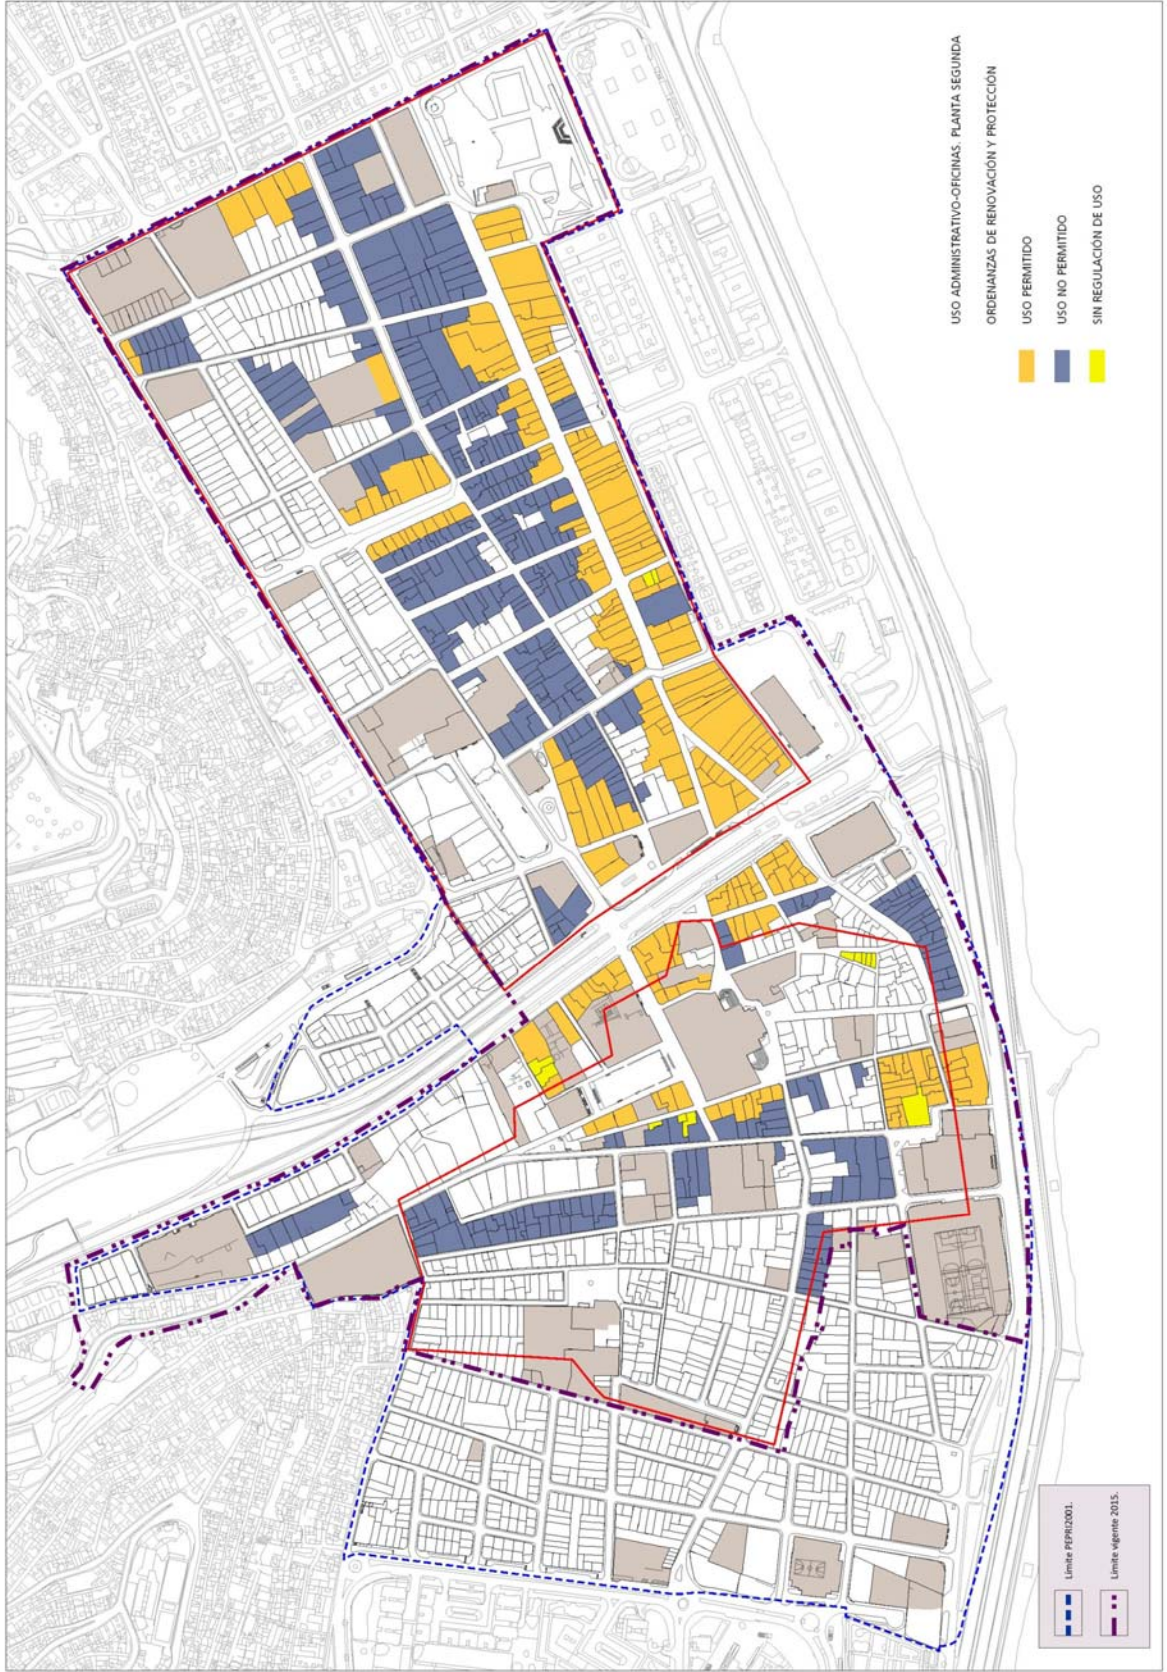 USO ADMINISTRATIVO-OFICINAS. PLANTA SEGUNDA
ORDENANZAS DE RENOVACIÓN Y PROTECCIÓN
USO PERMITIDO
USO NO PERMITIDO
SIN REGULACIÓN DE USO
Límite PEPRI2001.
Límite vigente 2015.